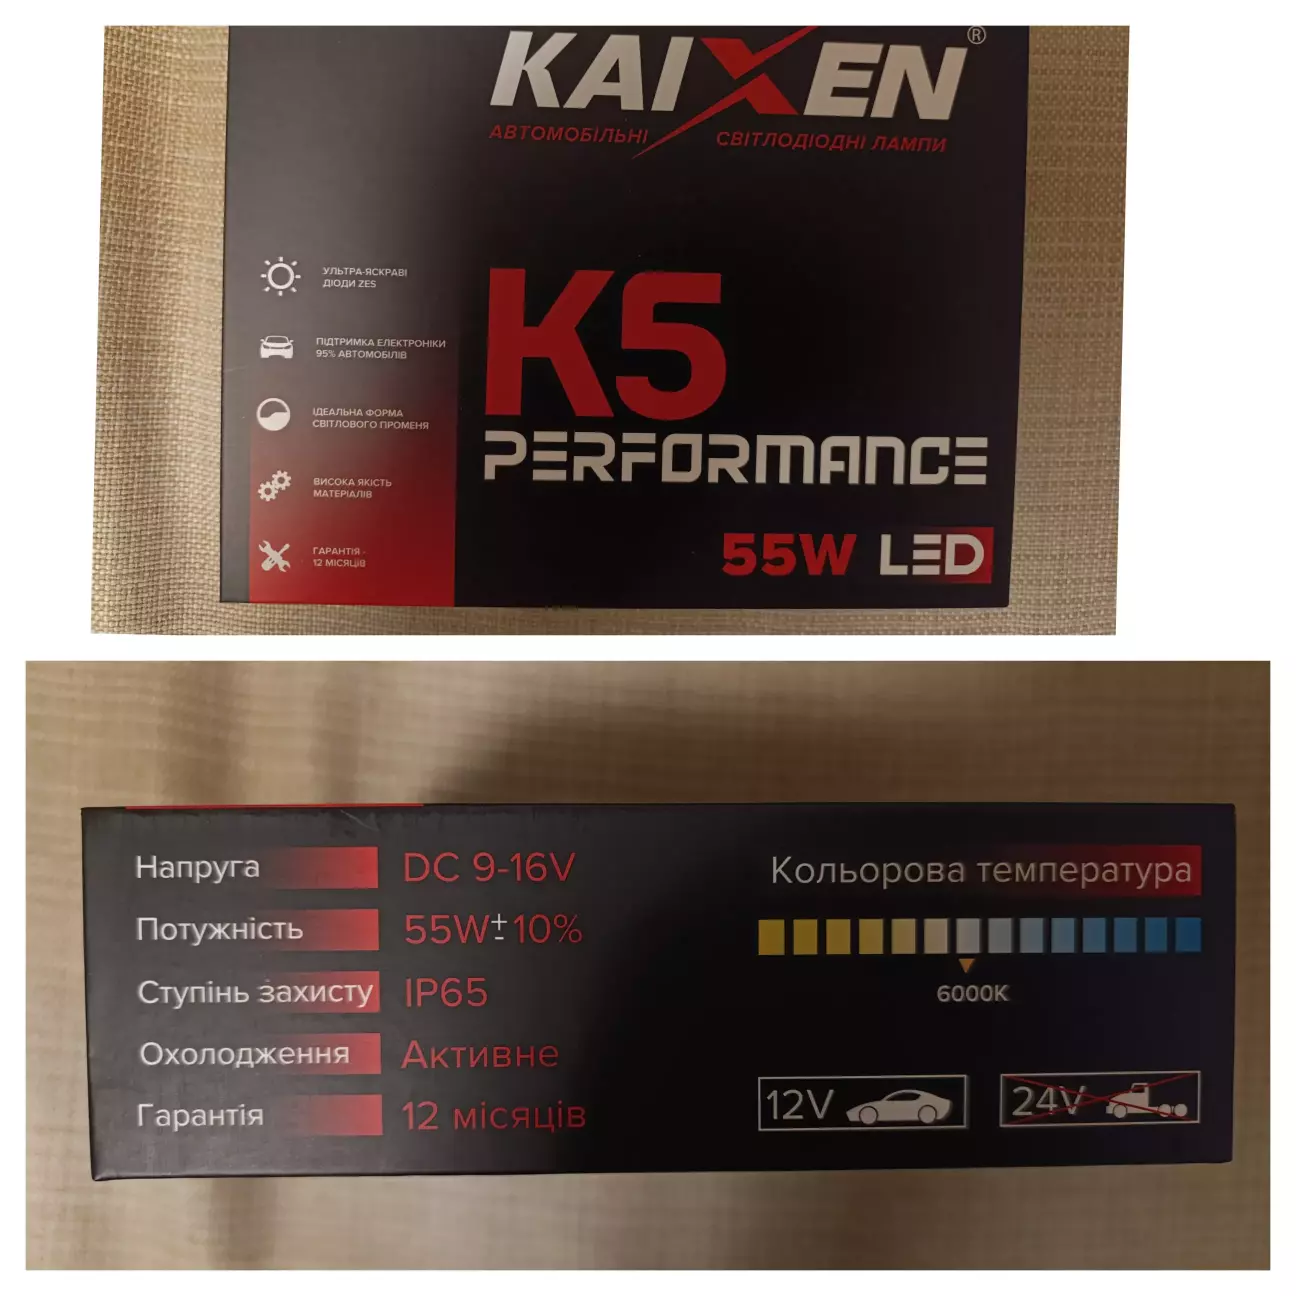 KAIXEN®
АВТОМОБІЛЬНІ СВІТЛОДІОДНІ ЛАМПИ
УЛЬТРА-ЯСКРАВІ
ДІОДИ ZES
ПІДТРИМКА ЕЛЕКТРОНІКИ
95% АВТОМОБІЛІВ
ІДЕАЛЬНА ФОРМА
СВІТЛОВОГО ПРОМЕНЯ
ВИСОКА ЯКІСТЬ
МАТЕРІАЛІВ
ГАРАНТІЯ -
12 МІСЯЦІВ
K5
PERFORMANCE
55W LED
Напруга DC 9-16V
Потужність 55W±10%
Ступінь захисту IP65
Охолодження Активне
Гарантія 12 місяців
Кольорова температура
6000K
12V
24V